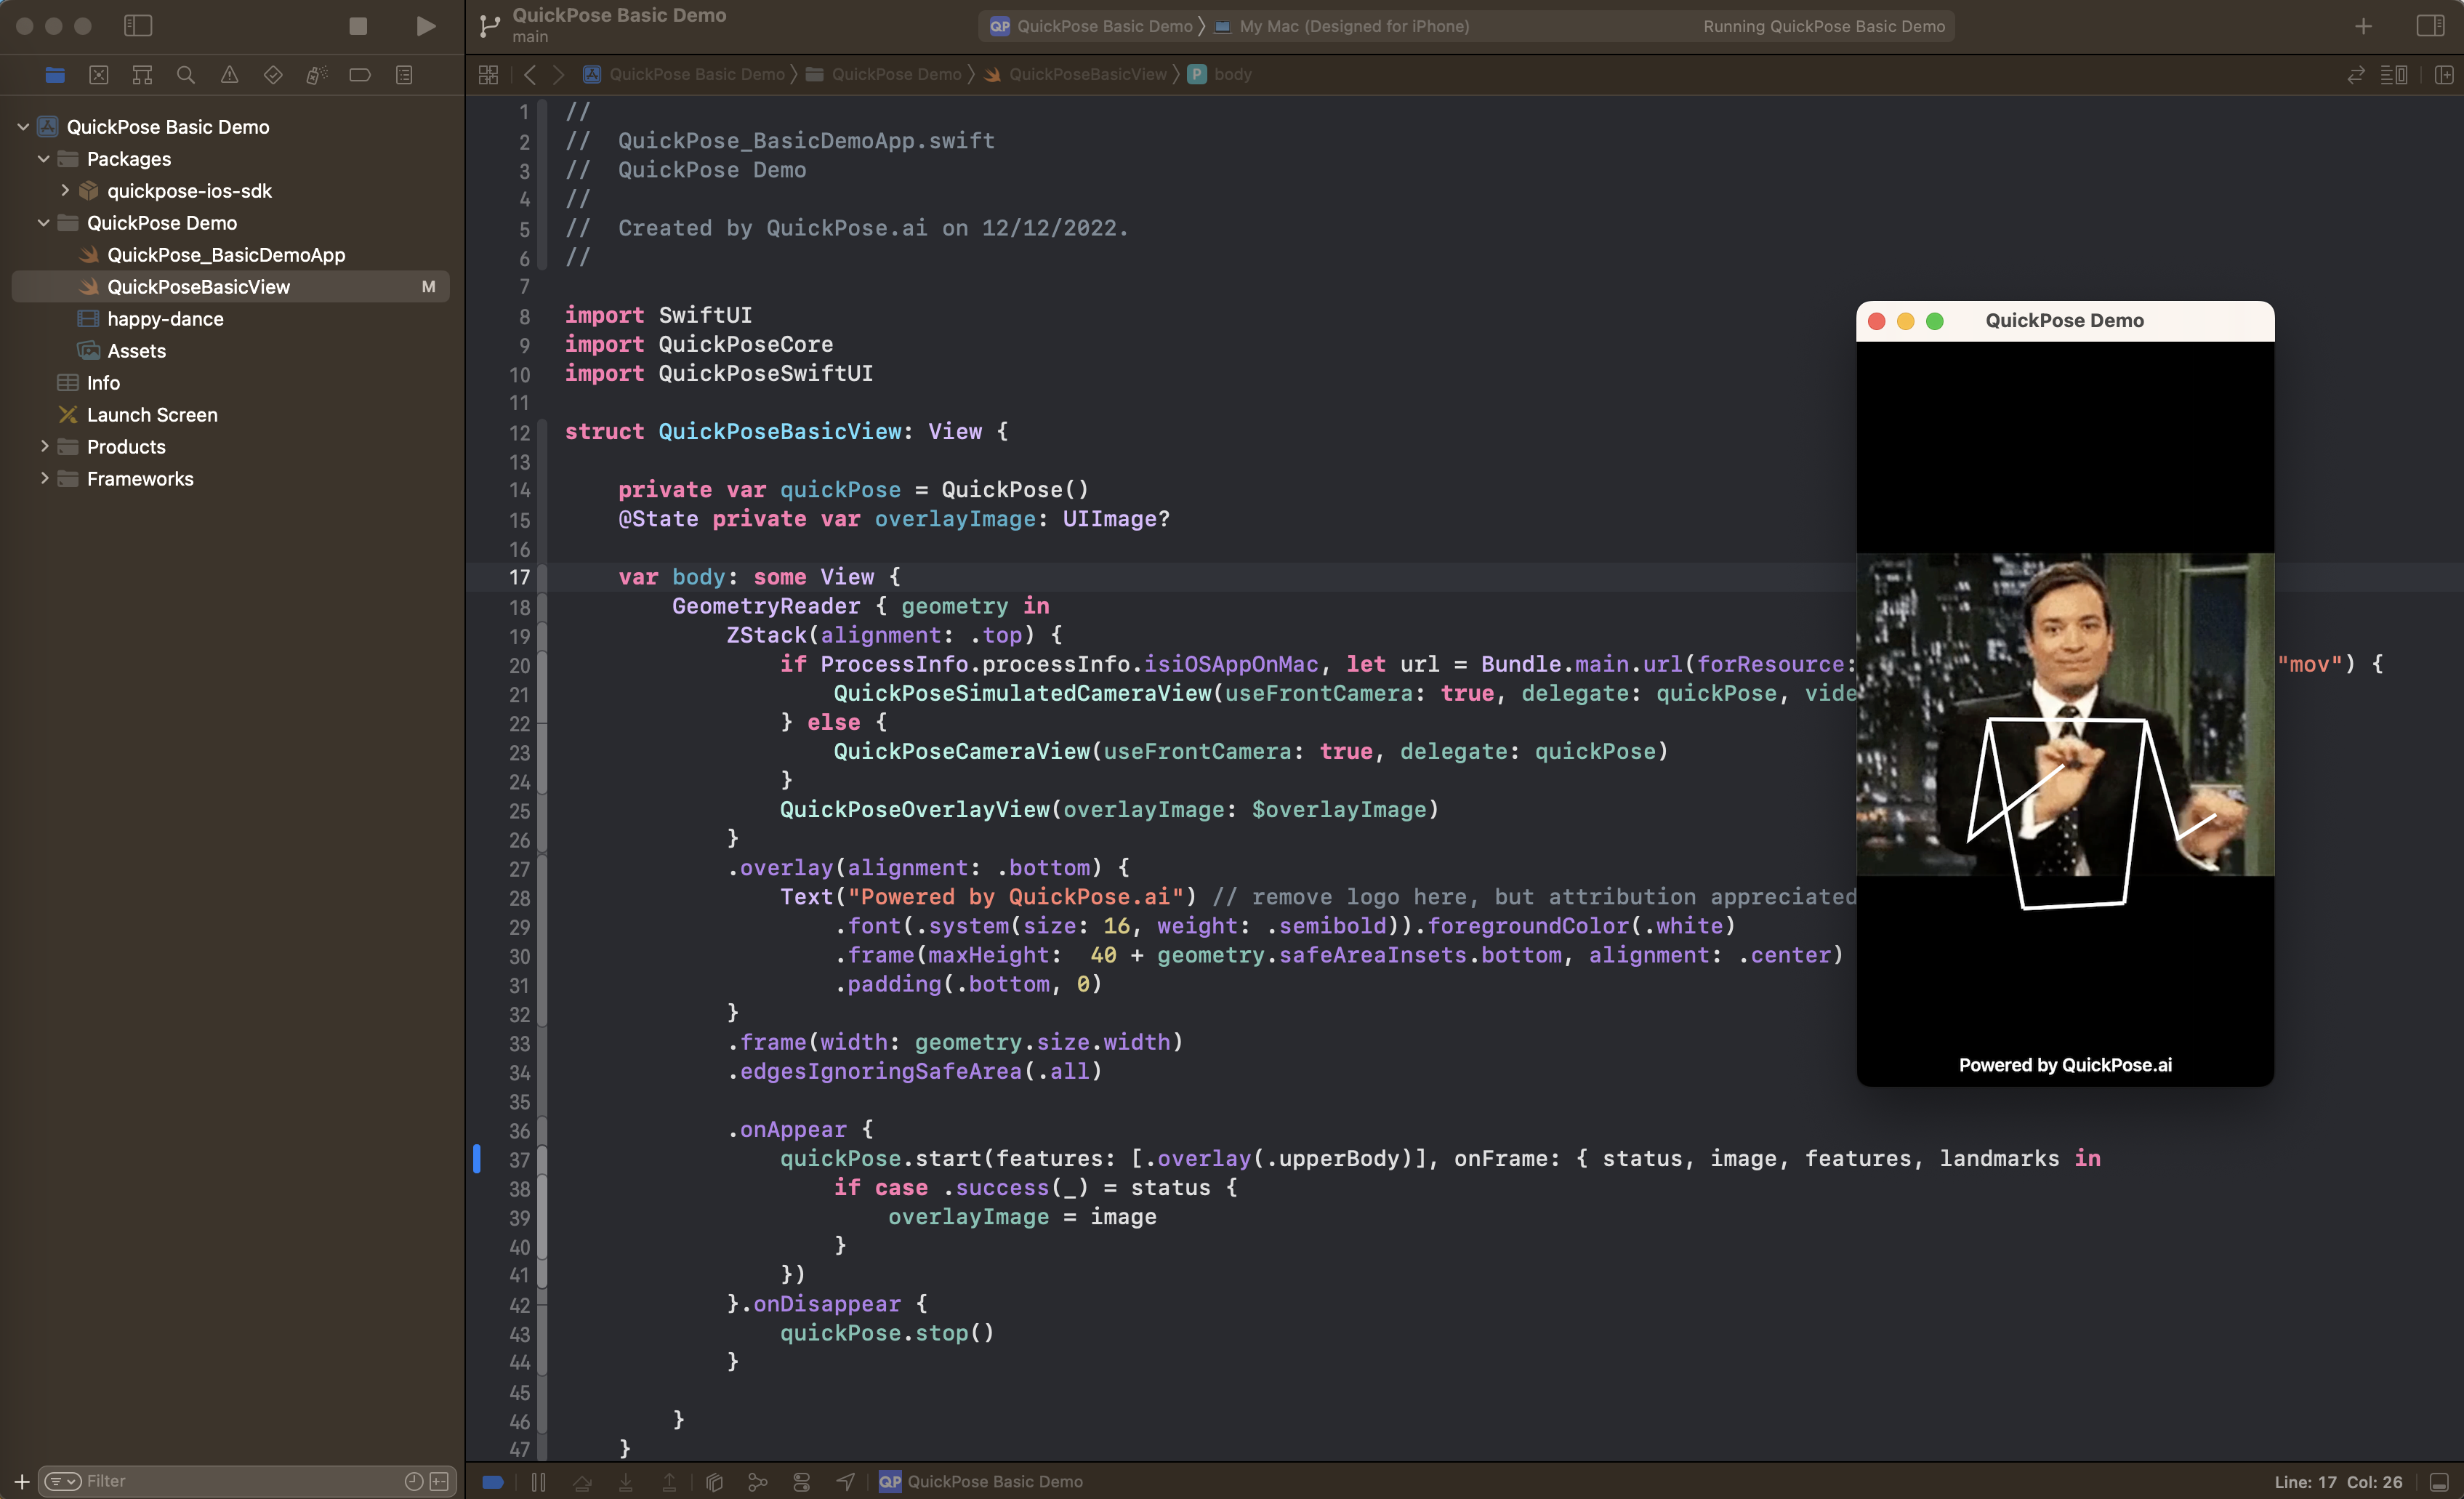 QuickPose Basic Demo
main
QP QuickPose Basic Demo
My Mac (Designed for iPhone)
Running QuickPose Basic Demo
QuickPose Basic Demo
QuickPose Demo
QuickPoseBasicView
P body
QuickPose Basic Demo
Packages
quickpose-ios-sdk
QuickPose Demo
QuickPose_BasicDemoApp
QuickPoseBasicView M
happy-dance
Assets
Info
Launch Screen
Products
Frameworks
Filter
1 //
2 //  QuickPose_BasicDemoApp.swift
3 //  QuickPose Demo
4 //
5 //  Created by QuickPose.ai on 12/12/2022.
6 //
7
8 import SwiftUI
9 import QuickPoseCore
10 import QuickPoseSwiftUI
11
12 struct QuickPoseBasicView: View {
13
14     private var quickPose = QuickPose()
15     @State private var overlayImage: UIImage?
16
17     var body: some View {
18         GeometryReader { geometry in
19             ZStack(alignment: .top) {
20                 if ProcessInfo.processInfo.isiOSAppOnMac, let url = Bundle.main.url(forResource: "mov") {
21                     QuickPoseSimulatedCameraView(useFrontCamera: true, delegate: quickPose, vide
22                 } else {
23                     QuickPoseCameraView(useFrontCamera: true, delegate: quickPose)
24                 }
25                 QuickPoseOverlayView(overlayImage: $overlayImage)
26             }
27             .overlay(alignment: .bottom) {
28                 Text("Powered by QuickPose.ai") // remove logo here, but attribution appreciated
29                     .font(.system(size: 16, weight: .semibold)).foregroundColor(.white)
30                     .frame(maxHeight:  40 + geometry.safeAreaInsets.bottom, alignment: .center)
31                     .padding(.bottom, 0)
32             }
33             .frame(width: geometry.size.width)
34             .edgesIgnoringSafeArea(.all)
35
36             .onAppear {
37                 quickPose.start(features: [.overlay(.upperBody)], onFrame: { status, image, features, landmarks in
38                     if case .success(_) = status {
39                         overlayImage = image
40                     }
41                 })
42             }.onDisappear {
43                 quickPose.stop()
44             }
45
46         }
47     }
QuickPose Demo
Powered by QuickPose.ai
QP QuickPose Basic Demo
Line: 17 Col: 26